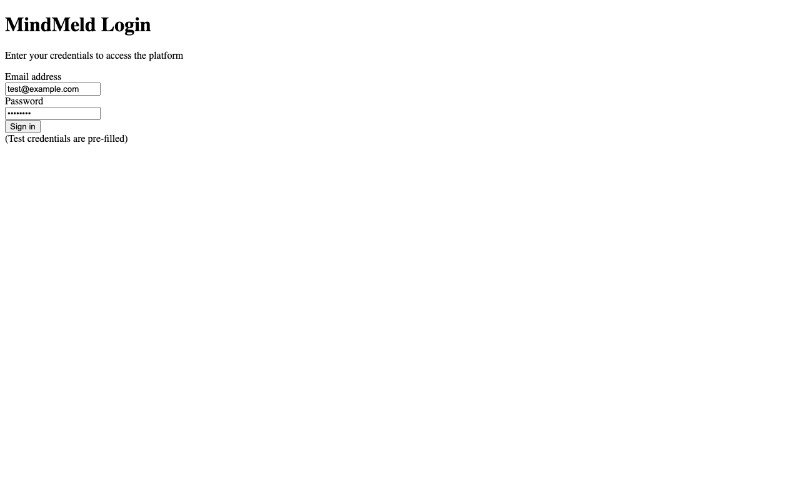 MindMeld Login
Enter your credentials to access the platform
Email address
test@example.com
Password
••••••••
Sign in
(Test credentials are pre-filled)